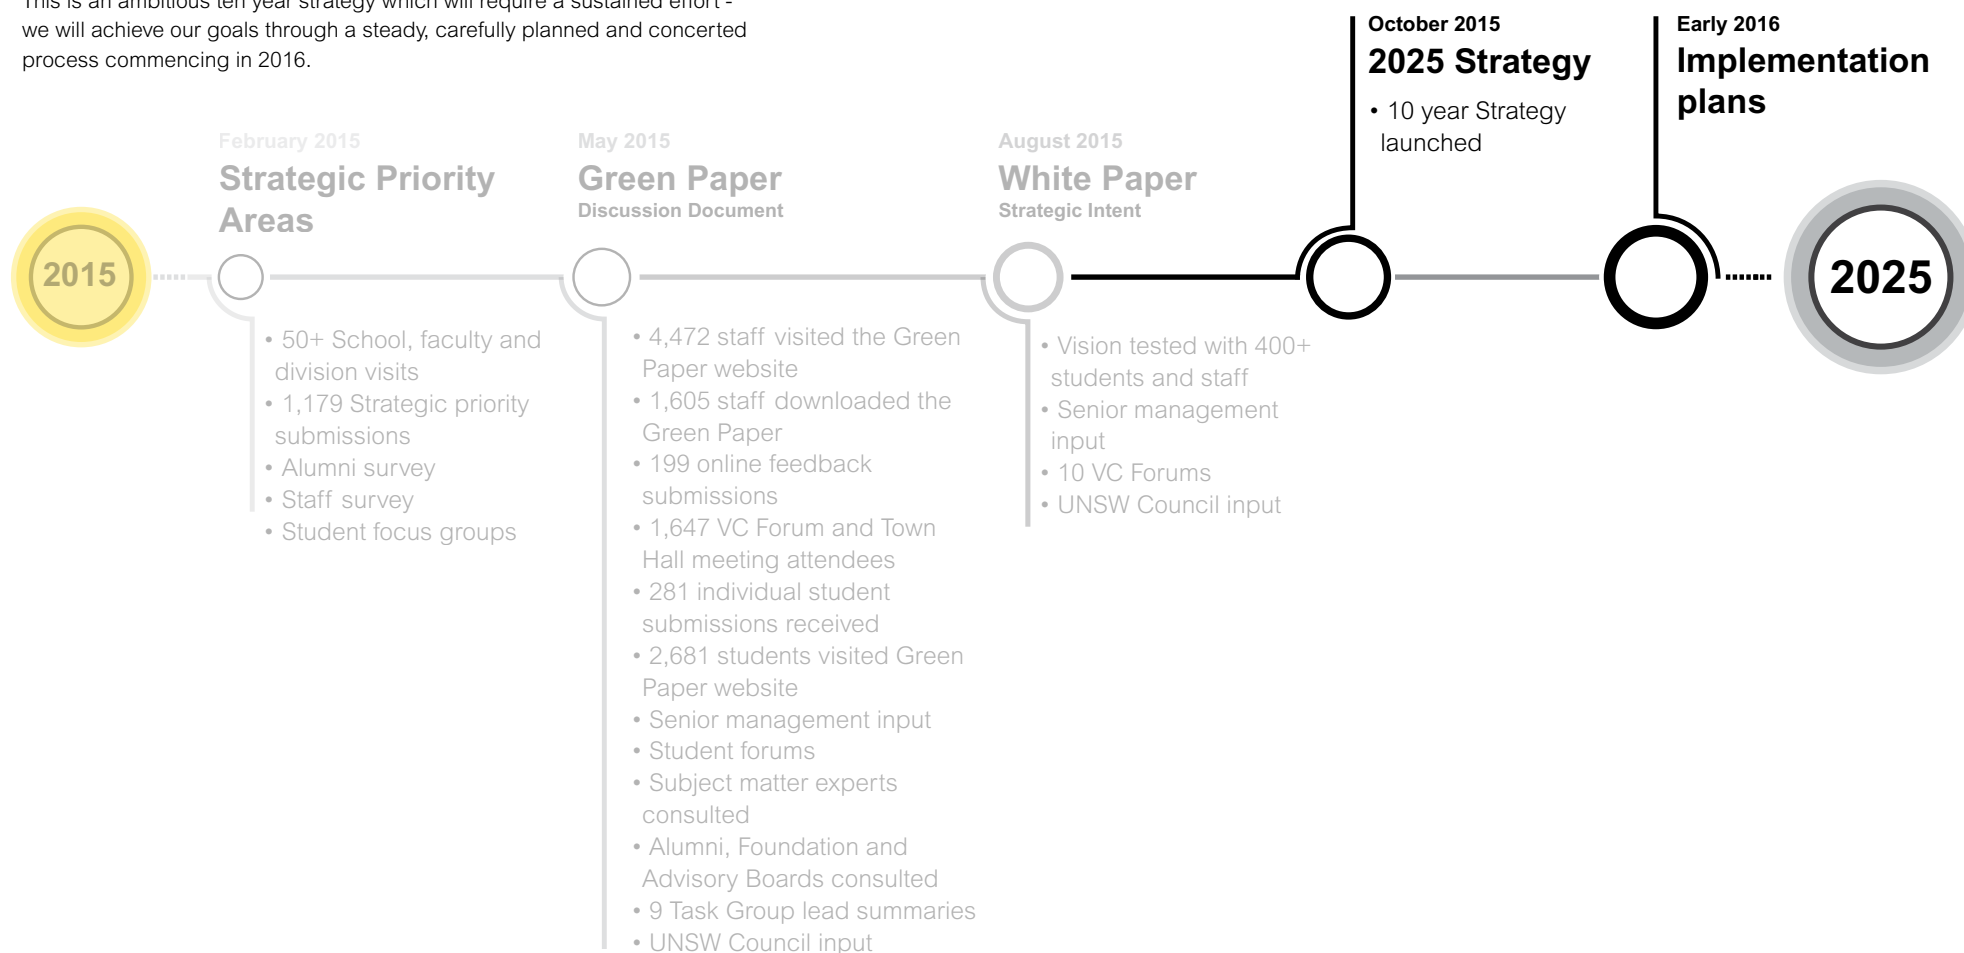 This is an ambitious ten year strategy which will require a sustained effort -
we will achieve our goals through a steady, carefully planned and concerted
process commencing in 2016.
2015
February 2015
Strategic Priority
Areas
• 50+ School, faculty and
division visits
• 1,179 Strategic priority
submissions
• Alumni survey
• Staff survey
• Student focus groups
May 2015
Green Paper
Discussion Document
• 4,472 staff visited the Green
Paper website
• 1,605 staff downloaded the
Green Paper
• 199 online feedback
submissions
• 1,647 VC Forum and Town
Hall meeting attendees
• 281 individual student
submissions received
• 2,681 students visited Green
Paper website
• Senior management input
• Student forums
• Subject matter experts
consulted
• Alumni, Foundation and
Advisory Boards consulted
• 9 Task Group lead summaries
• UNSW Council input
August 2015
White Paper
Strategic Intent
• Vision tested with 400+
students and staff
• Senior management
input
• 10 VC Forums
• UNSW Council input
October 2015
2025 Strategy
• 10 year Strategy
launched
Early 2016
Implementation
plans
2025